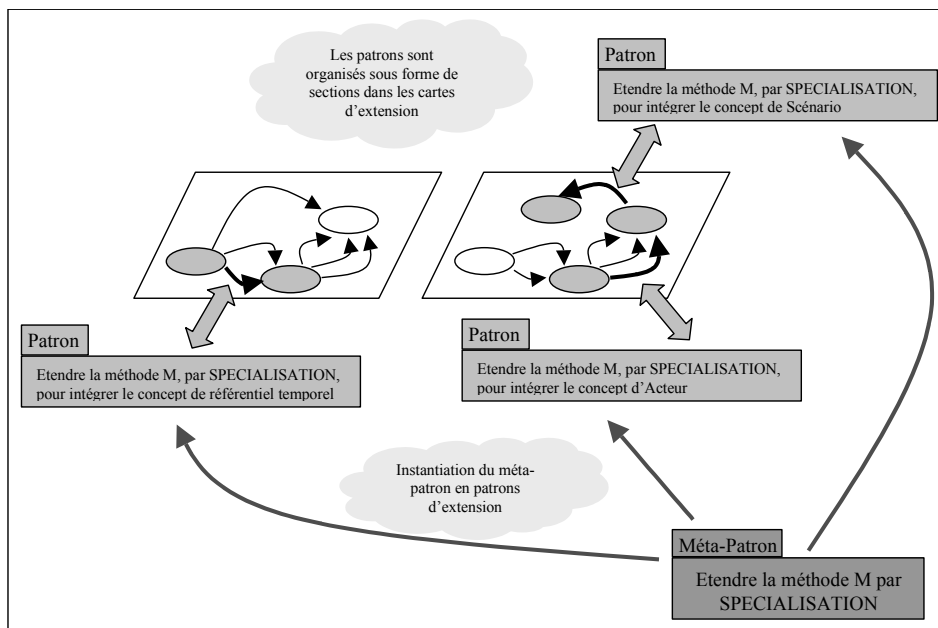 Les patrons sont
organisés sous forme de
sections dans les cartes
d'extension
Patron
Etendre la méthode M, par SPECIALISATION,
pour intégrer le concept de Scénario
Patron
Etendre la méthode M, par SPECIALISATION,
pour intégrer le concept de référentiel temporel
Patron
Etendre la méthode M, par SPECIALISATION,
pour intégrer le concept d'Acteur
Instantiation du méta-
patron en patrons
d'extension
Méta-Patron
Etendre la méthode M par
SPECIALISATION